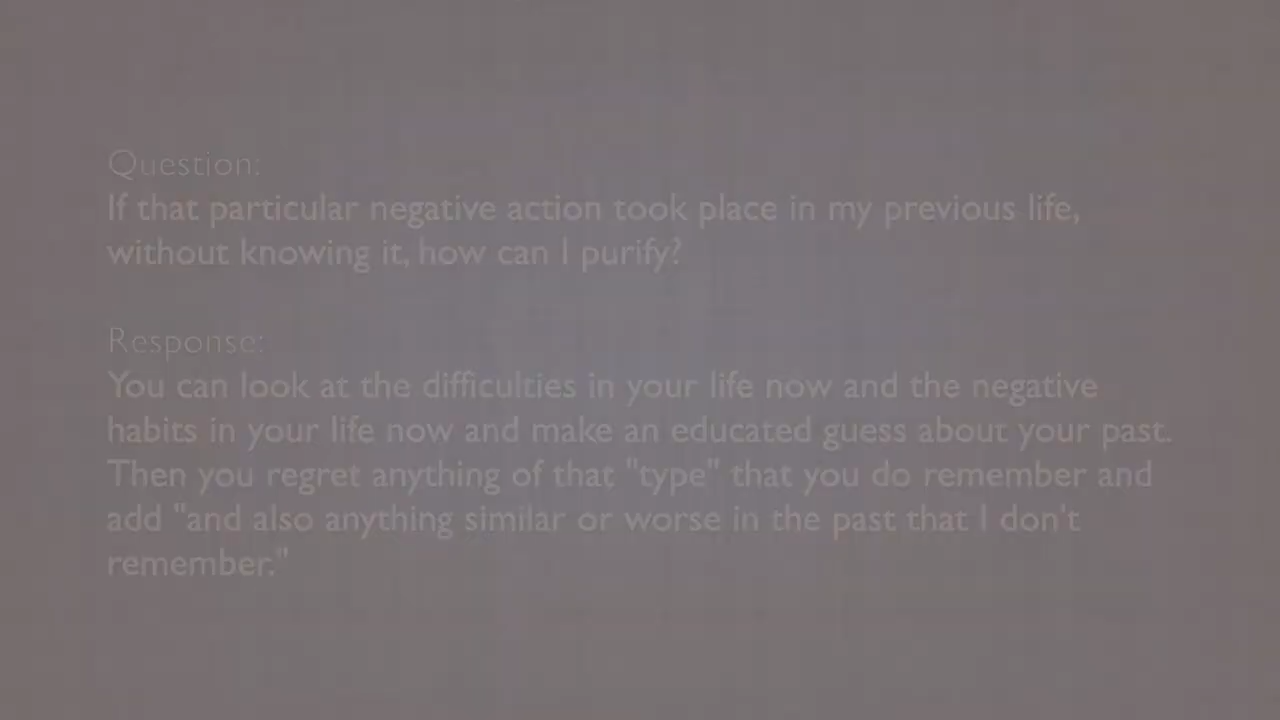 Question:
If that particular negative action took place in my previous life,
without knowing it, how can I purify?
Response:
You can look at the difficulties in your life now and the negative
habits in your life now and make an educated guess about your past.
Then you regret anything of that "type" that you do remember and
add "and also anything similar or worse in the past that I don't
remember."